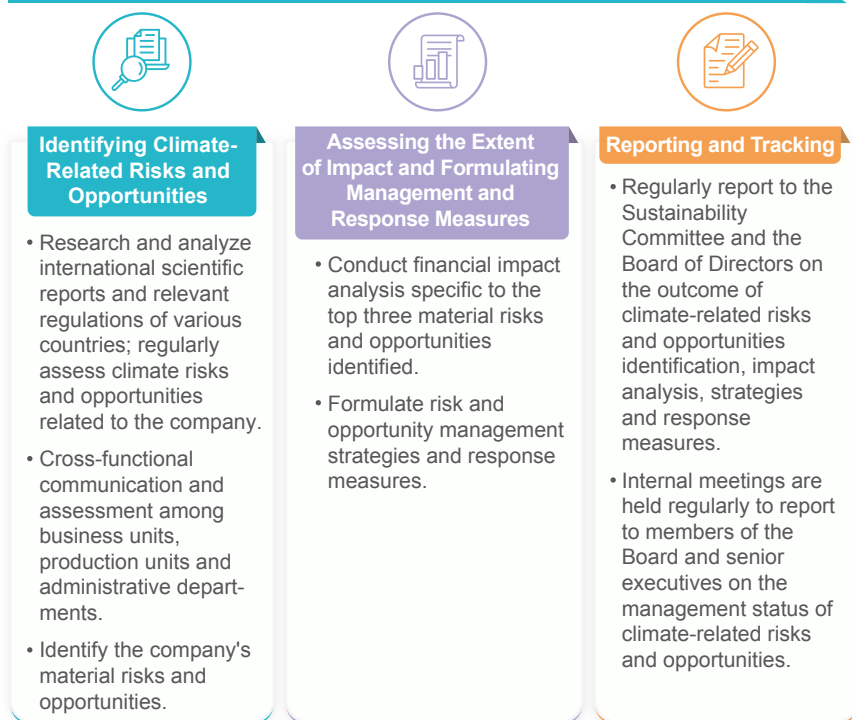 Identifying Climate-
Related Risks and
Opportunities
• Research and analyze
international scientific
reports and relevant
regulations of various
countries; regularly
assess climate risks
and opportunities
related to the company.
• Cross-functional
communication and
assessment among
business units,
production units and
administrative depart-
ments.
• Identify the company's
material risks and
opportunities.
Assessing the Extent
of Impact and Formulating
Management and
Response Measures
• Conduct financial impact
analysis specific to the
top three material risks
and opportunities
identified.
• Formulate risk and
opportunity management
strategies and response
measures.
Reporting and Tracking
• Regularly report to the
Sustainability
Committee and the
Board of Directors on
the outcome of
climate-related risks
and opportunities
identification, impact
analysis, strategies
and response
measures.
• Internal meetings are
held regularly to report
to members of the
Board and senior
executives on the
management status of
climate-related risks
and opportunities.